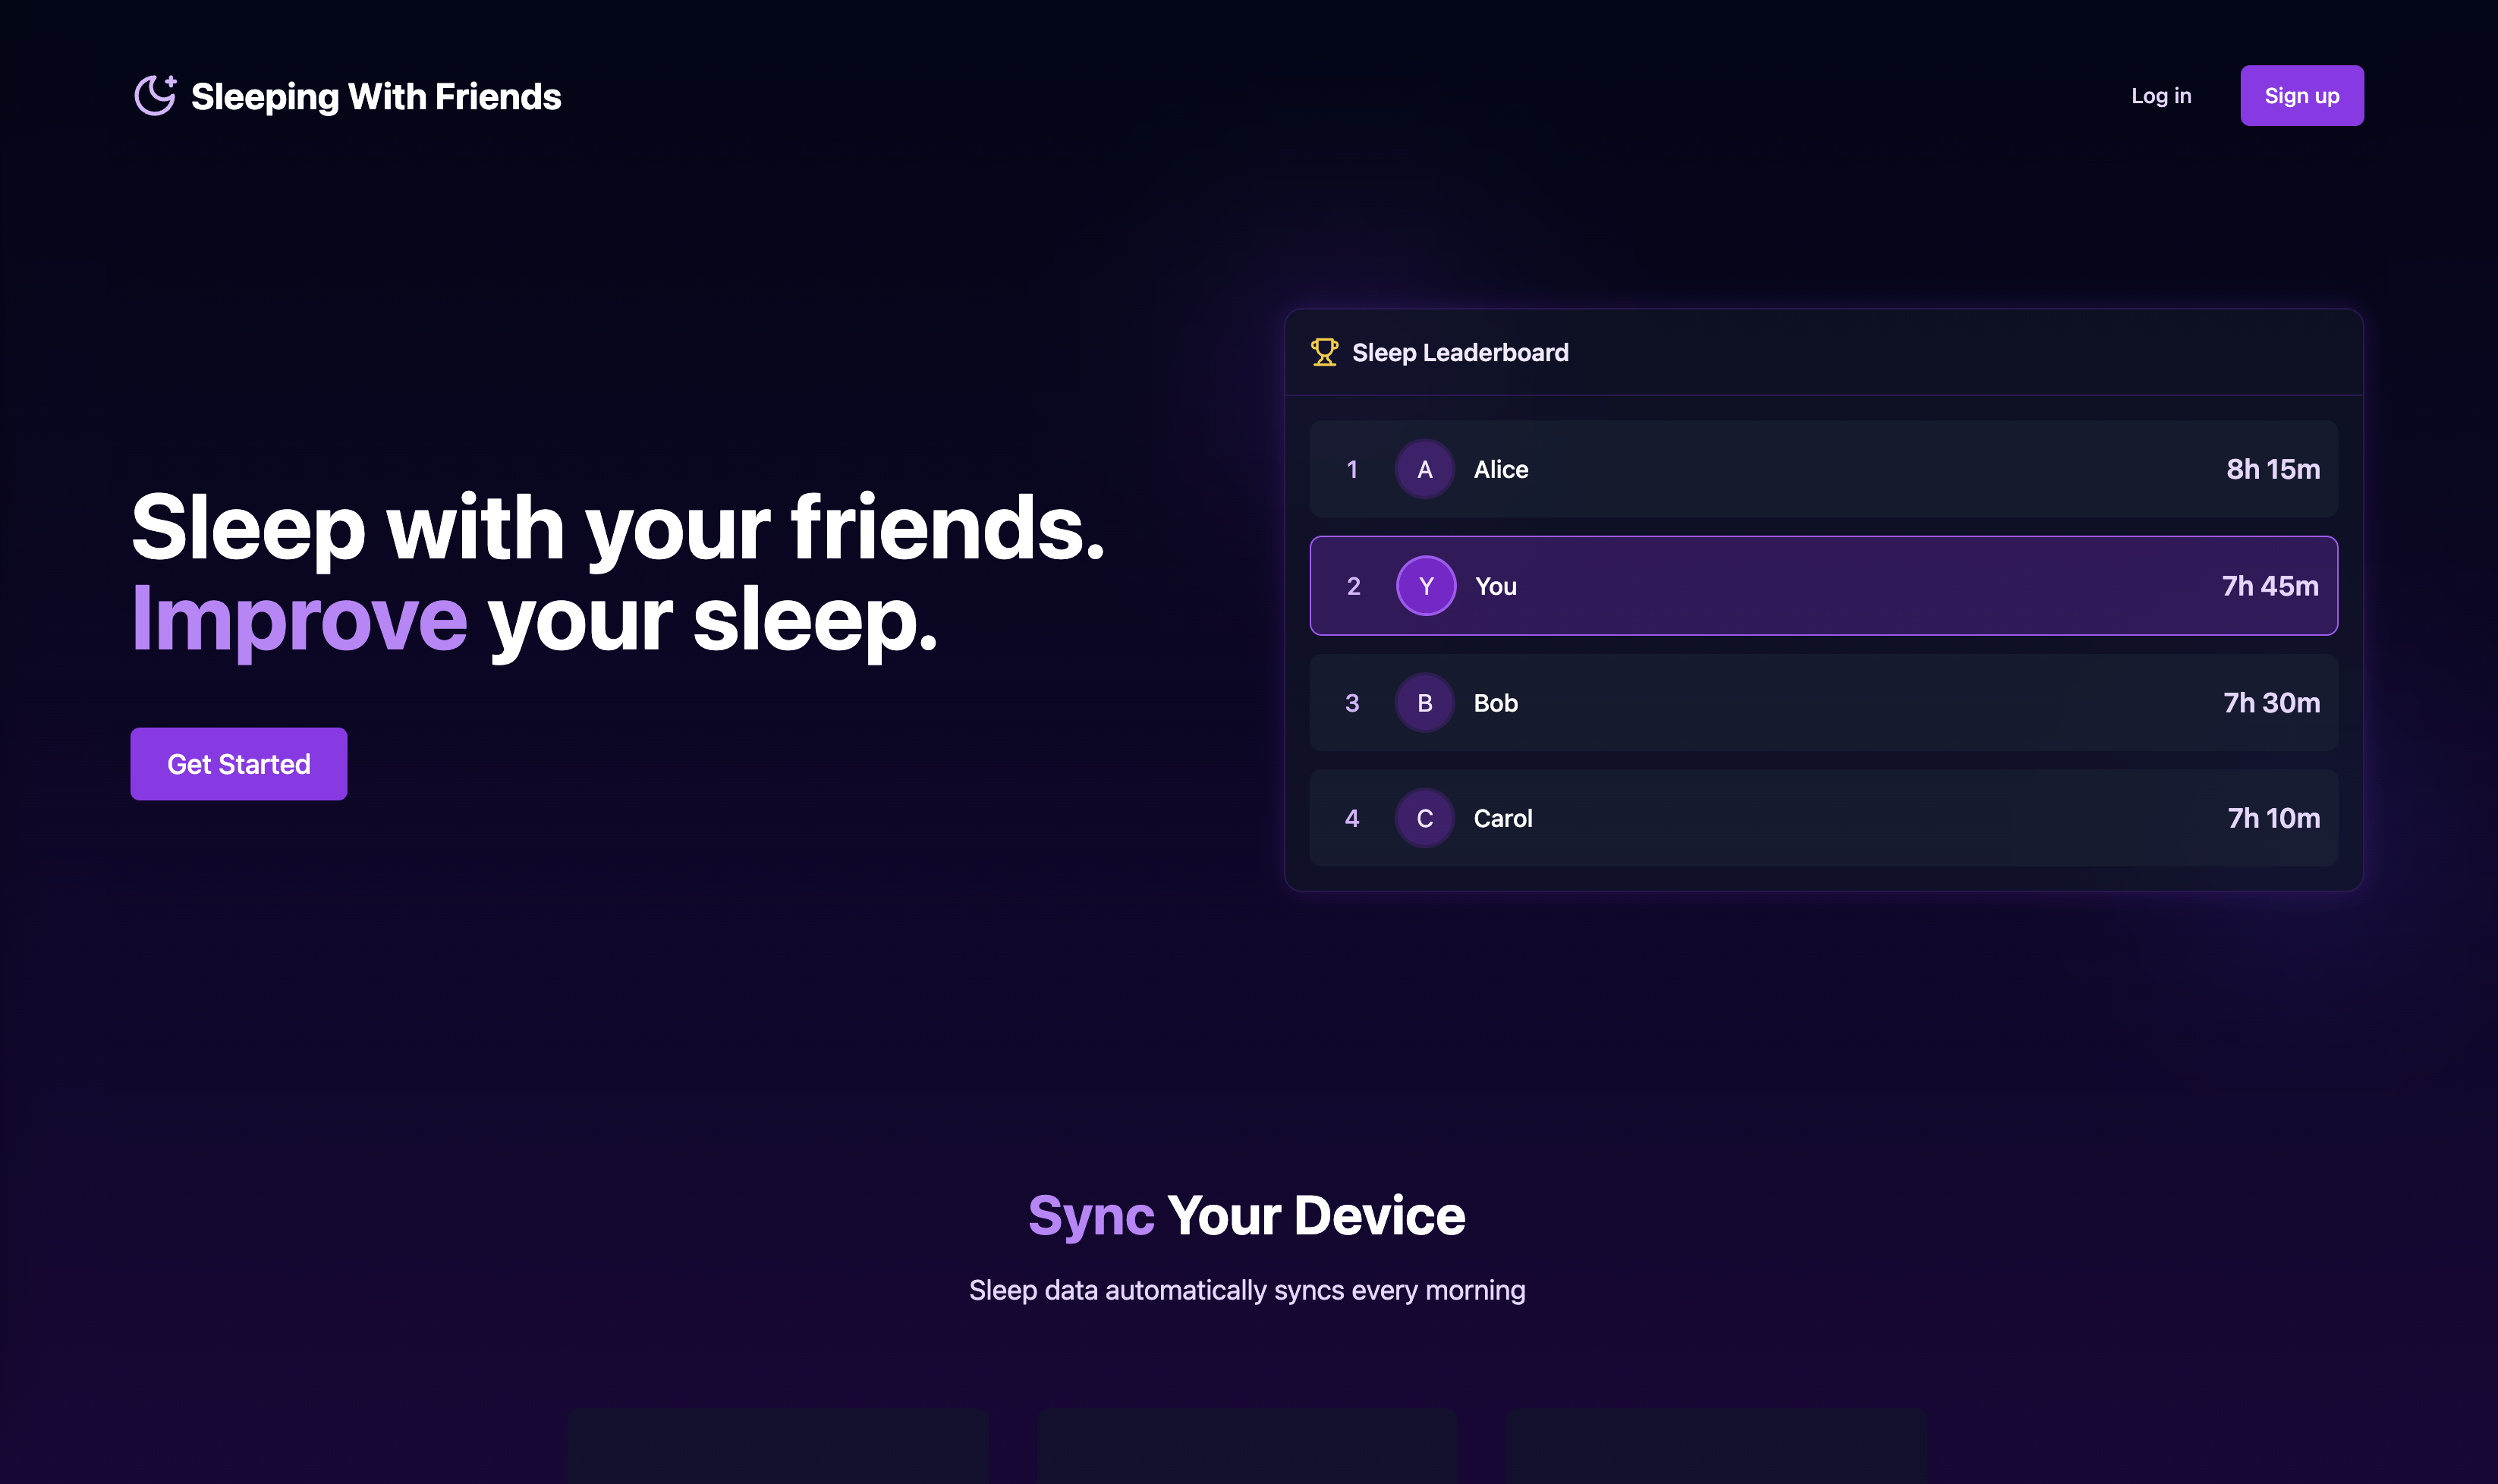 Sleeping With Friends
Log in
Sign up
Sleep with your friends.
Improve your sleep.
Get Started
Sleep Leaderboard
1 A Alice 8h 15m
2 Y You 7h 45m
3 B Bob 7h 30m
4 C Carol 7h 10m
Sync Your Device
Sleep data automatically syncs every morning